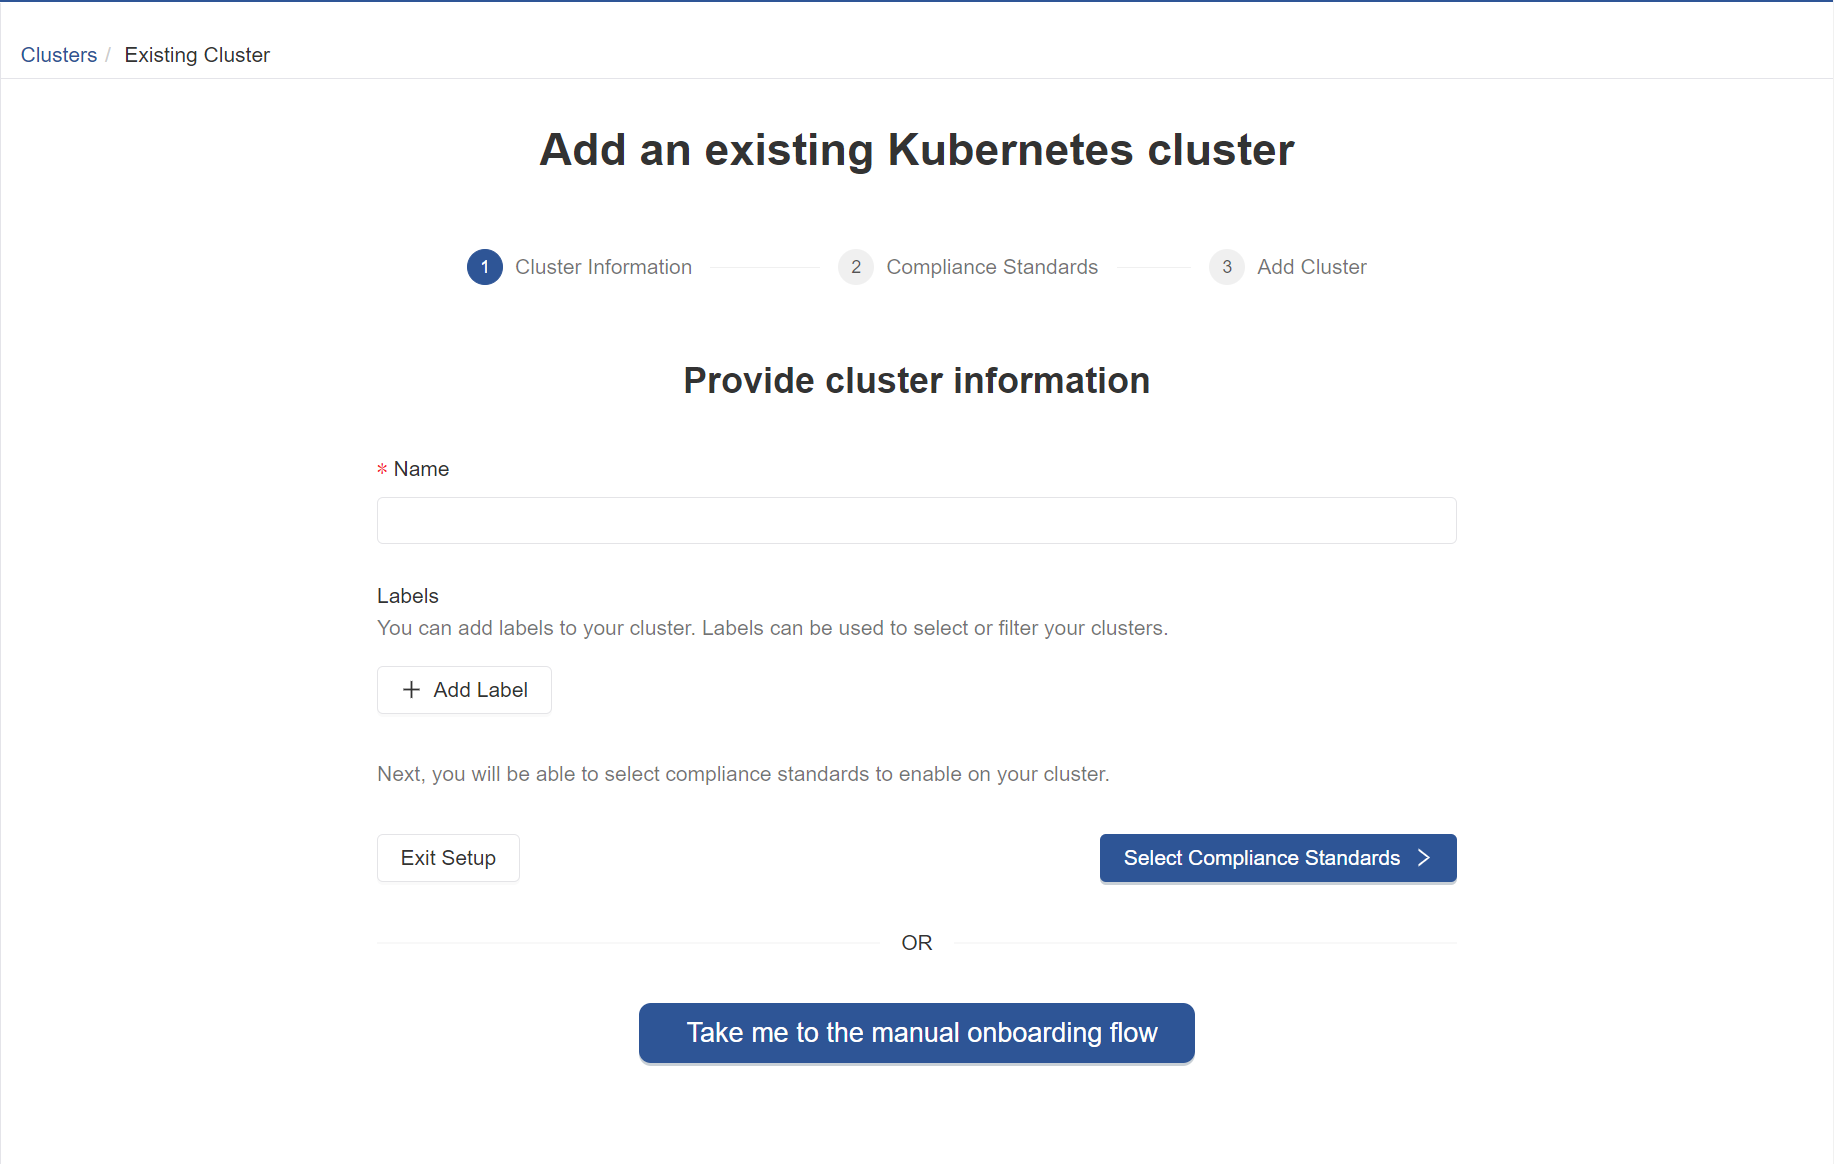 Clusters / Existing Cluster
Add an existing Kubernetes cluster
1 Cluster Information 2 Compliance Standards 3 Add Cluster
Provide cluster information
* Name
Labels
You can add labels to your cluster. Labels can be used to select or filter your clusters.
+ Add Label
Next, you will be able to select compliance standards to enable on your cluster.
Exit Setup Select Compliance Standards >
OR
Take me to the manual onboarding flow